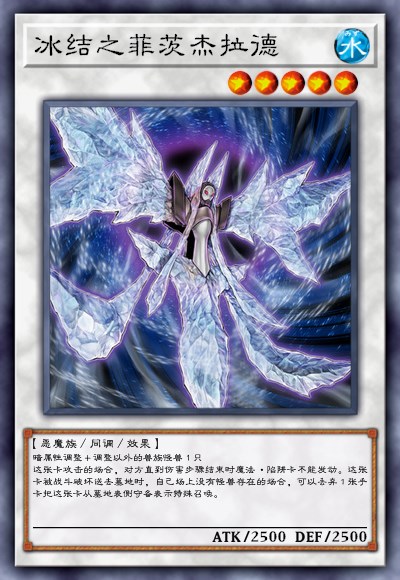 冰结之菲茨杰拉德
水
【恶魔族／同调／效果】
暗属性调整＋调整以外的兽族怪兽１只
这张卡攻击的场合，对方直到伤害步骤结束时魔法·陷阱卡不能发动。这张
卡被战斗破坏送去墓地时，自己场上没有怪兽存在的场合，可以丢弃１张手
卡把这张卡从墓地表侧守备表示特殊召唤。
ATK/2500 DEF/2500